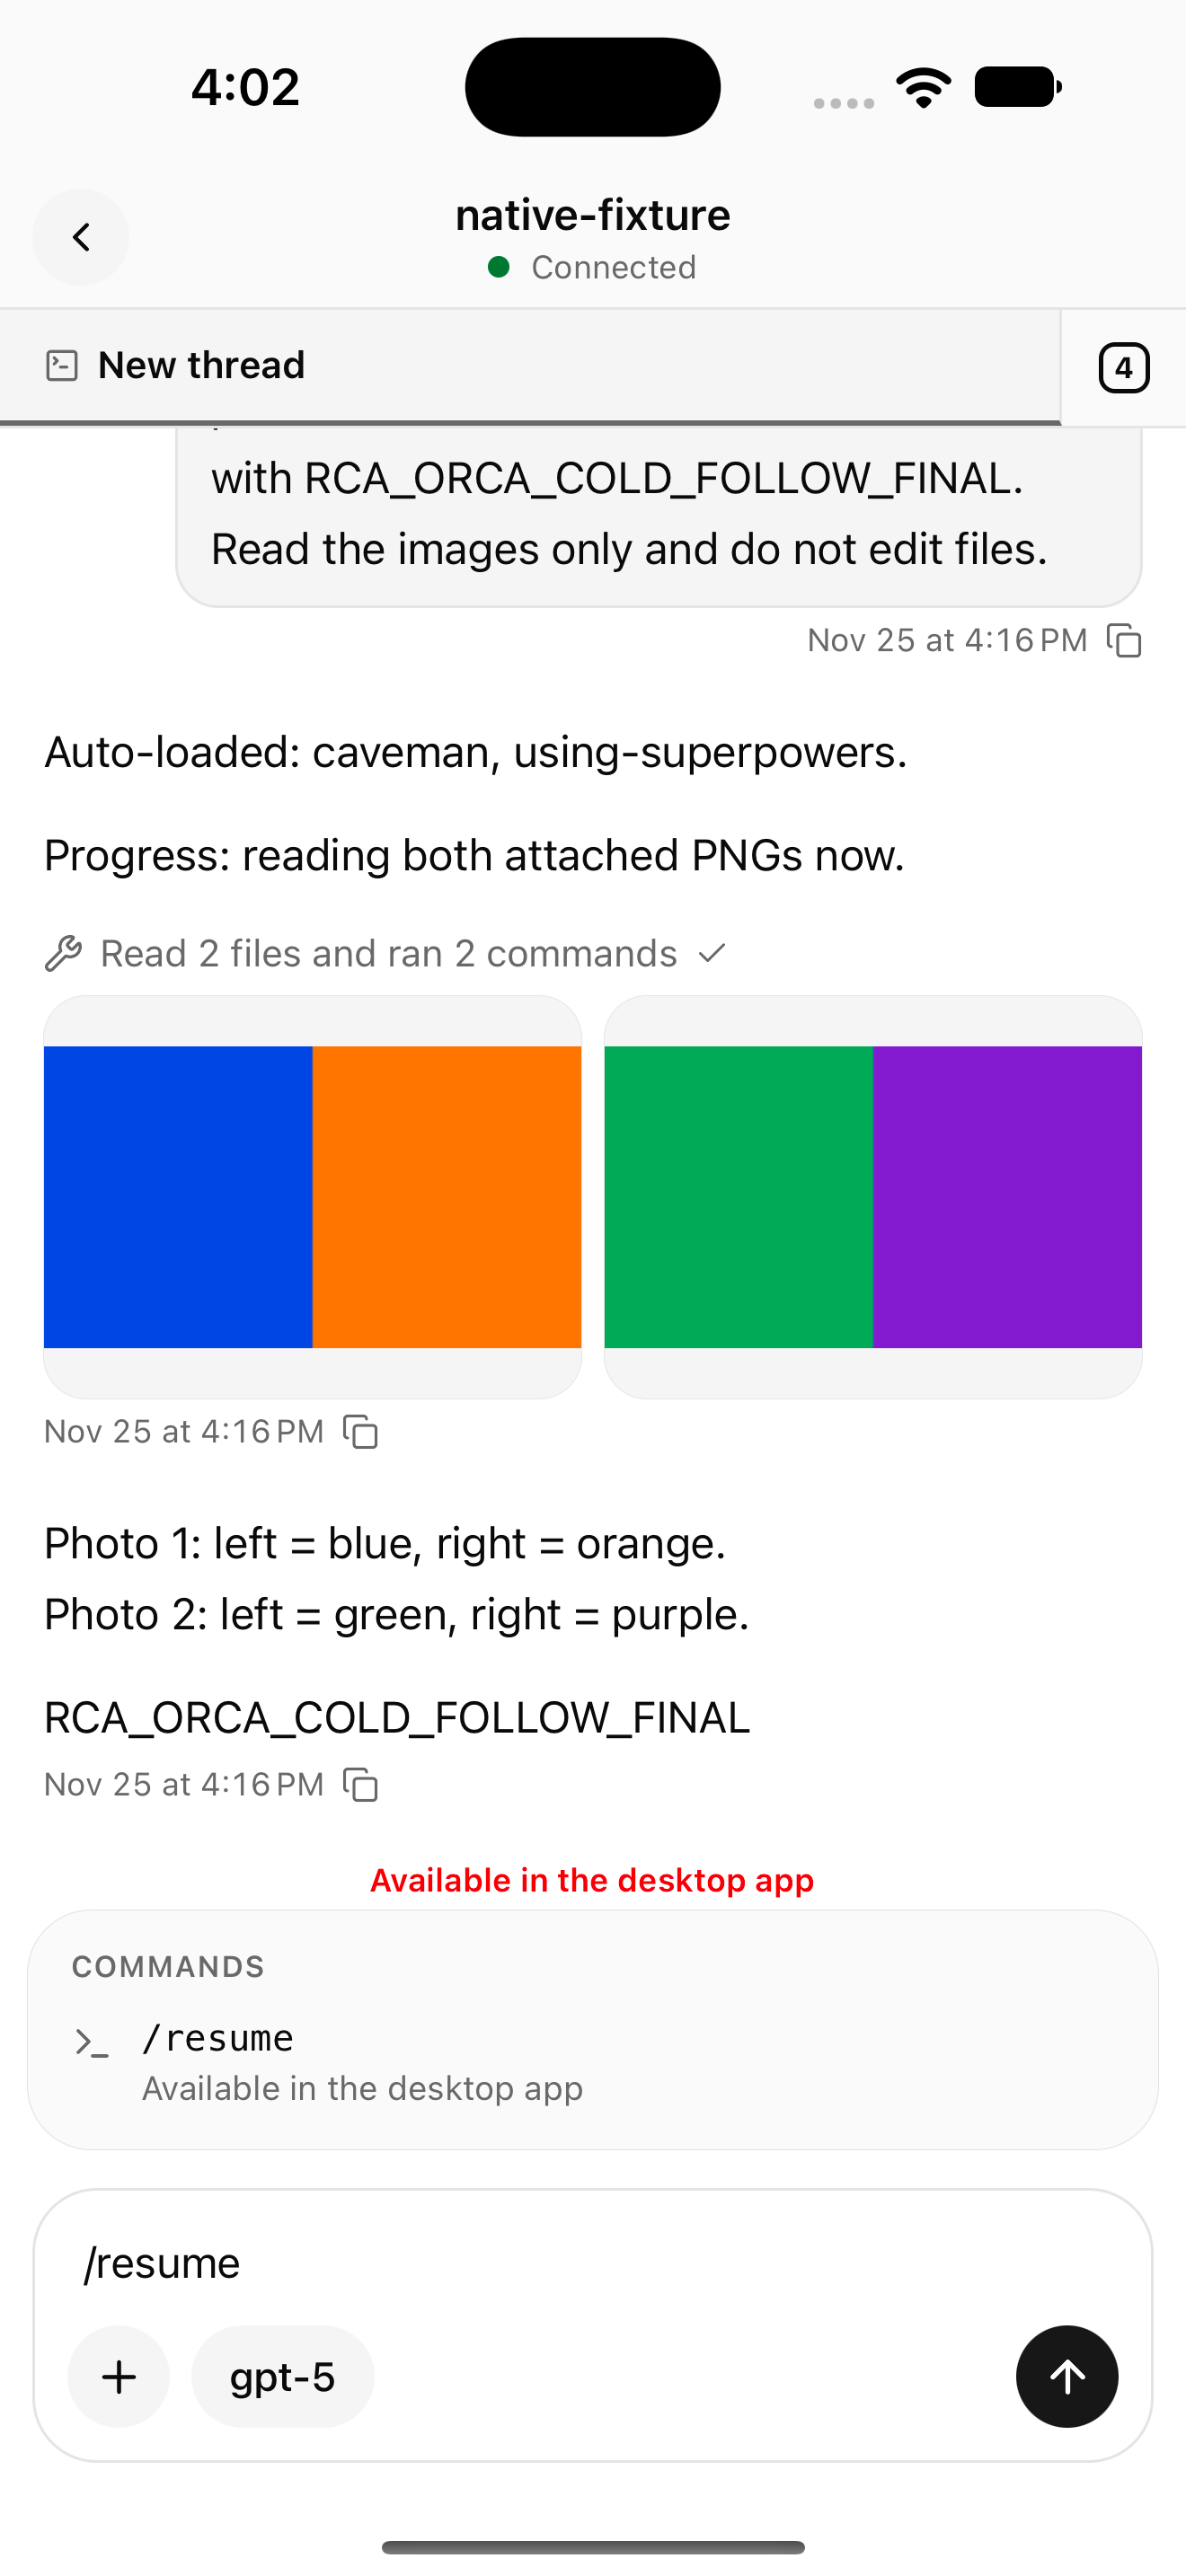 4:02
native-fixture
Connected
New thread
4
with RCA_ORCA_COLD_FOLLOW_FINAL.
Read the images only and do not edit files.
Nov 25 at 4:16 PM
Auto-loaded: caveman, using-superpowers.
Progress: reading both attached PNGs now.
Read 2 files and ran 2 commands
Nov 25 at 4:16 PM
Photo 1: left = blue, right = orange.
Photo 2: left = green, right = purple.
RCA_ORCA_COLD_FOLLOW_FINAL
Nov 25 at 4:16 PM
Available in the desktop app
COMMANDS
/resume
Available in the desktop app
/resume
gpt-5